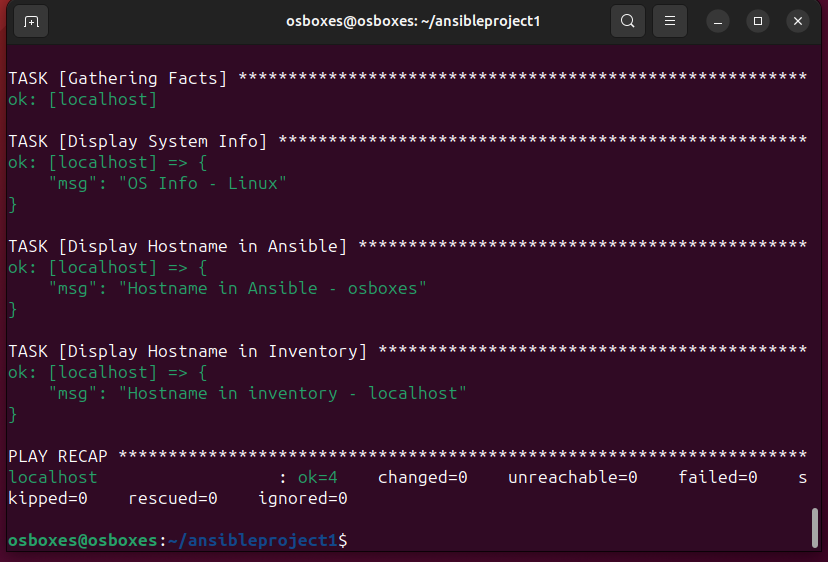 osboxes@osboxes: ~/ansibleproject1
TASK [Gathering Facts] *********************************************************
ok: [localhost]
TASK [Display System Info] *****************************************************
ok: [localhost] => {
    "msg": "OS Info - Linux"
}
TASK [Display Hostname in Ansible] *********************************************
ok: [localhost] => {
    "msg": "Hostname in Ansible - osboxes"
}
TASK [Display Hostname in Inventory] *******************************************
ok: [localhost] => {
    "msg": "Hostname in inventory - localhost"
}
PLAY RECAP *********************************************************************
localhost                  : ok=4    changed=0    unreachable=0    failed=0    s
kipped=0    rescued=0    ignored=0
osboxes@osboxes:~/ansibleproject1$